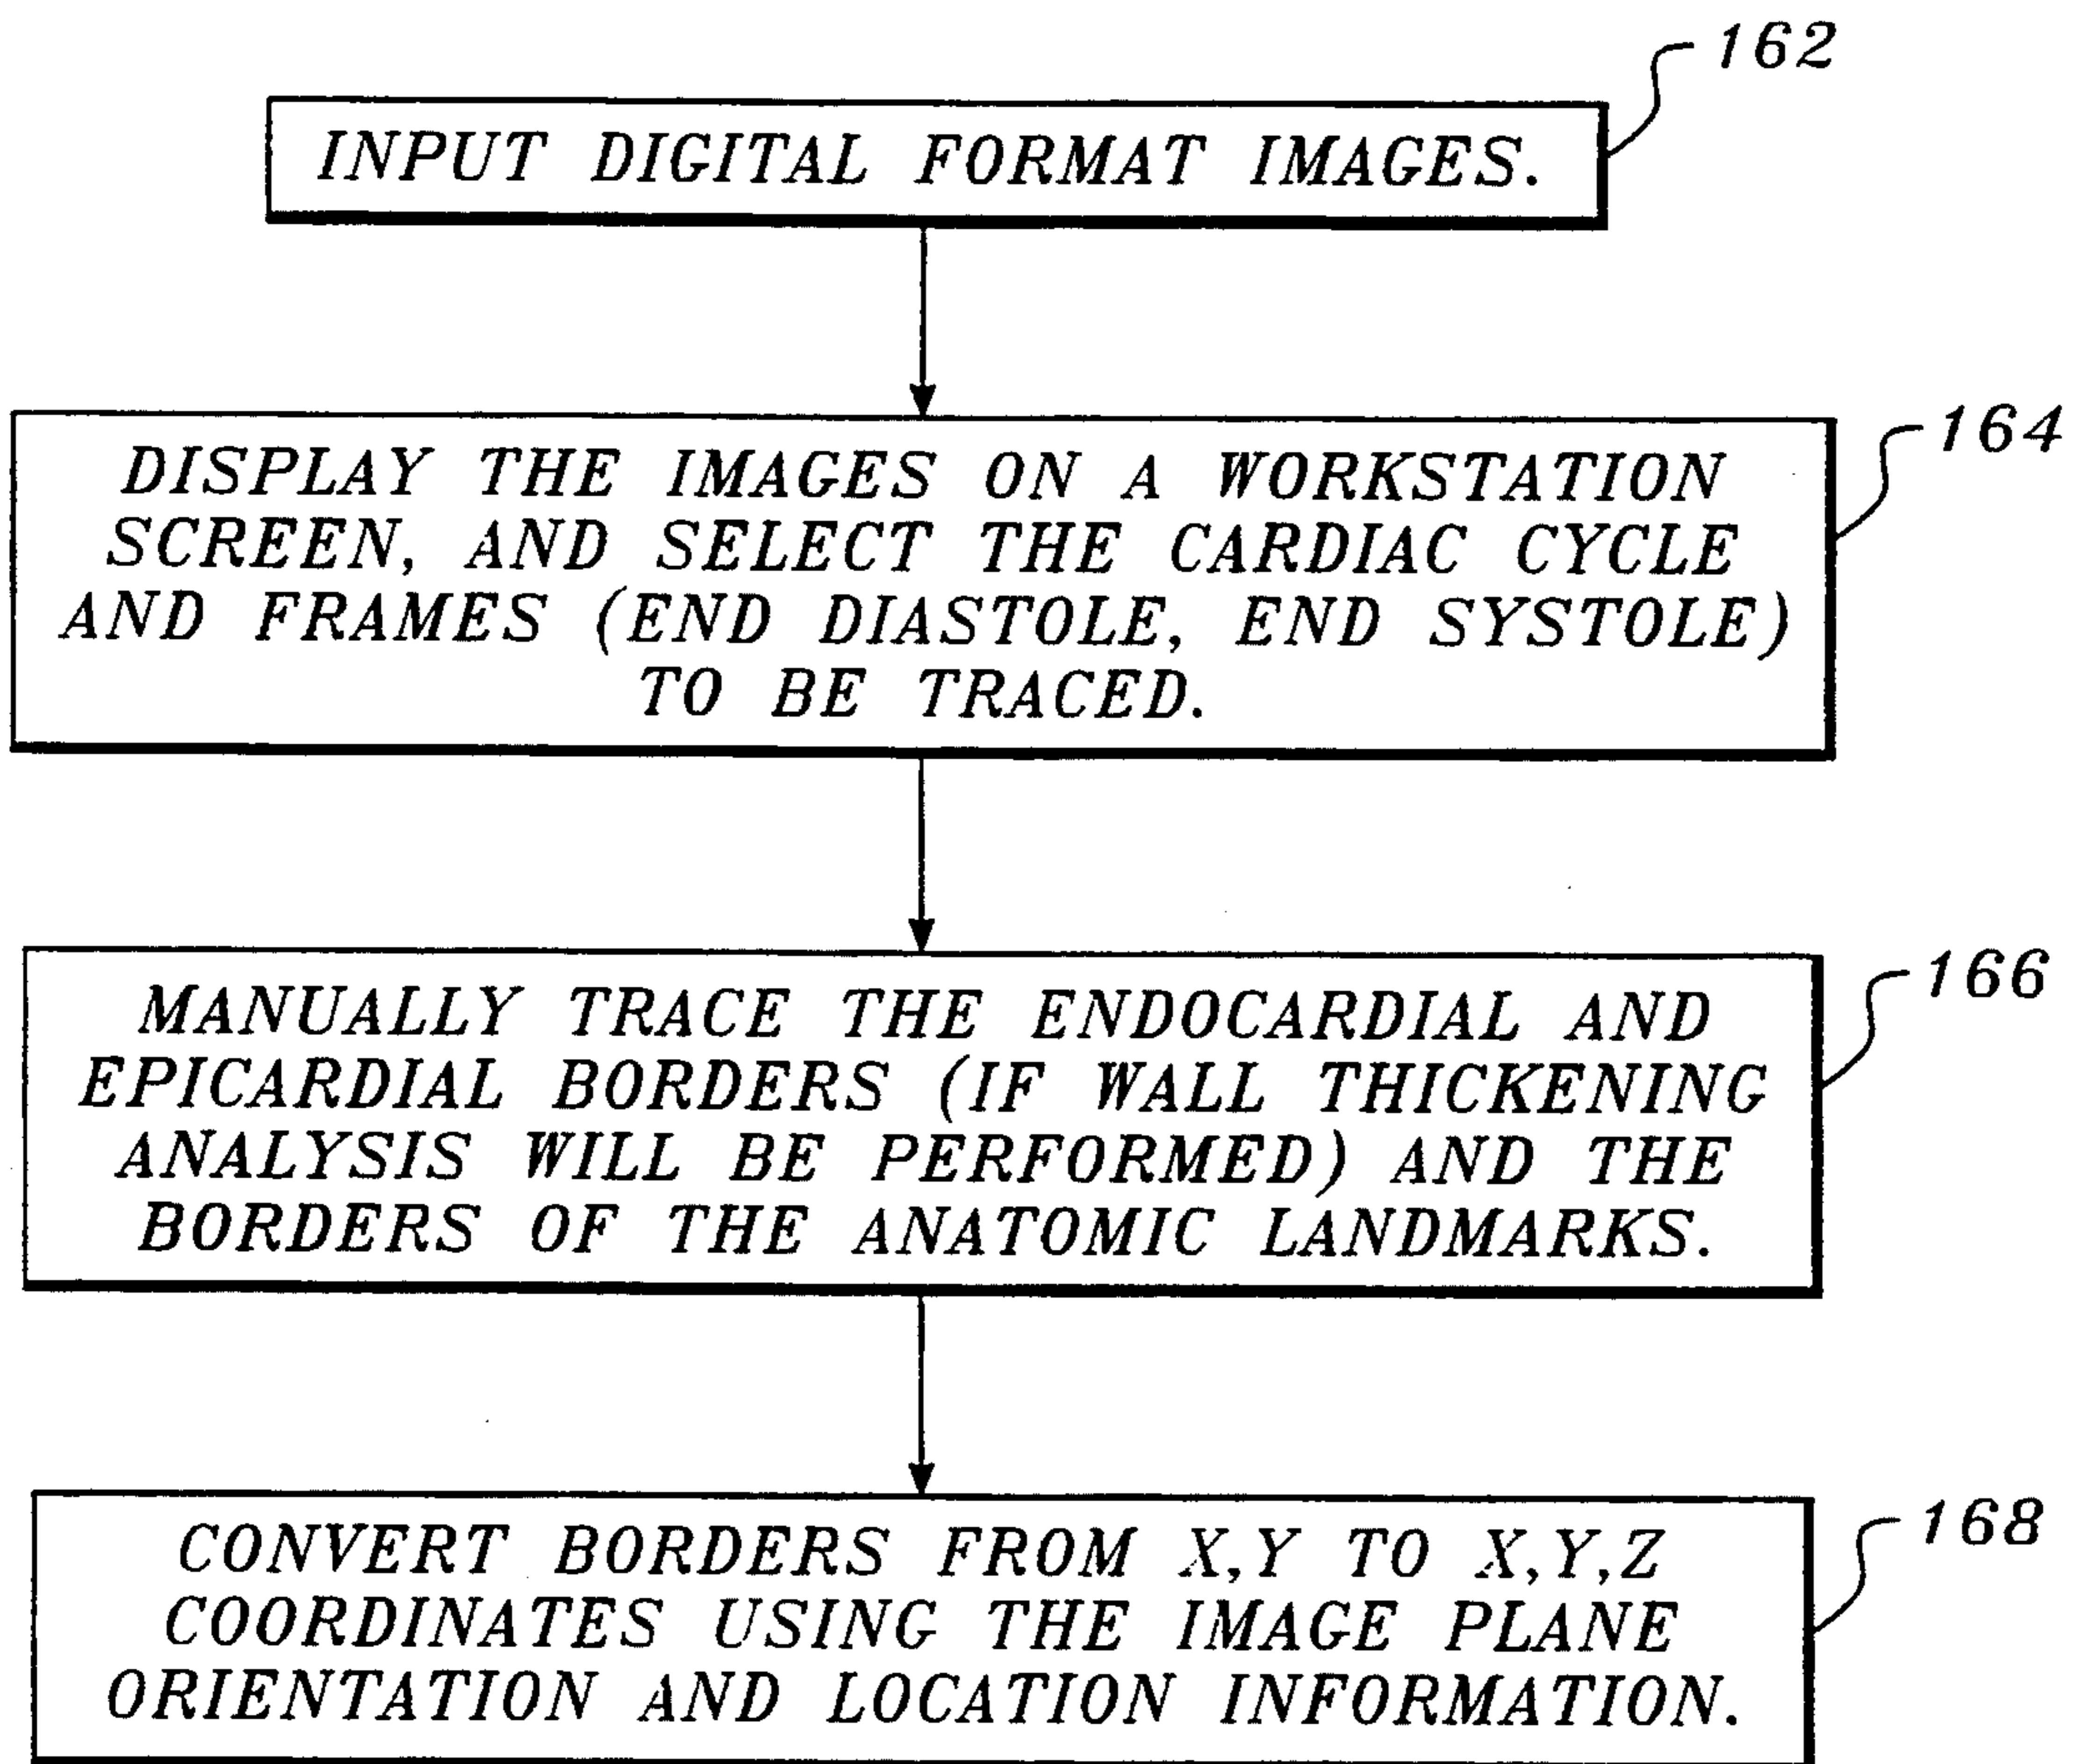 162
INPUT DIGITAL FORMAT IMAGES.
164
DISPLAY THE IMAGES ON A WORKSTATION
SCREEN, AND SELECT THE CARDIAC CYCLE
AND FRAMES (END DIASTOLE, END SYSTOLE)
TO BE TRACED.
166
MANUALLY TRACE THE ENDOCARDIAL AND
EPICARDIAL BORDERS (IF WALL THICKENING
ANALYSIS WILL BE PERFORMED) AND THE
BORDERS OF THE ANATOMIC LANDMARKS.
168
CONVERT BORDERS FROM X,Y TO X,Y,Z
COORDINATES USING THE IMAGE PLANE
ORIENTATION AND LOCATION INFORMATION.